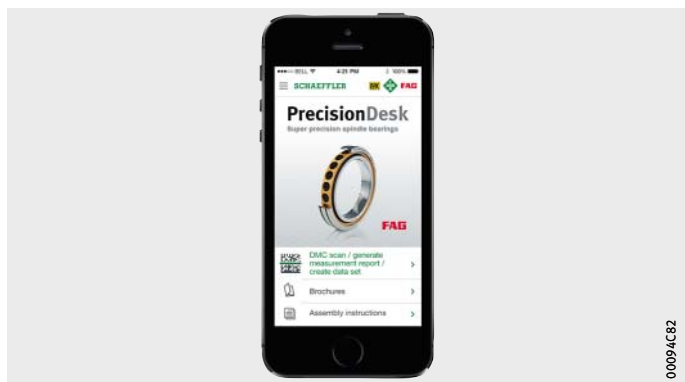 BELL 4:21 PM 100%
SCHAEFFLER INA FAG
PrecisionDesk
Super precision spindle bearings
FAG
DMC scan / generate
measurement report /
create data set
Brochures
Assembly instructions
00094C82